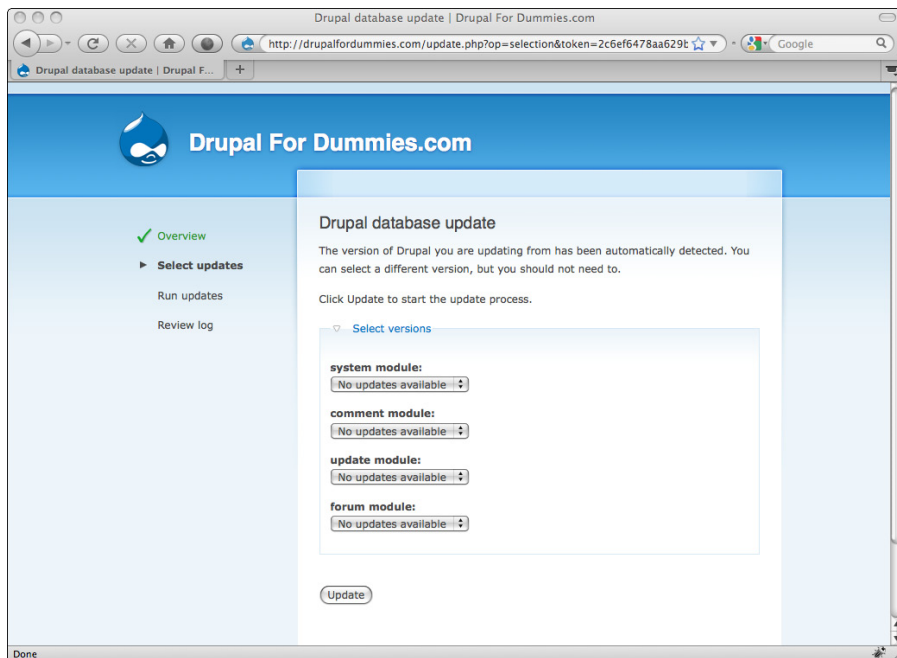 Drupal database update | Drupal For Dummies.com
http://drupalfordummies.com/update.php?op=selection&token=2c6ef6478aa629b
Google
Drupal database update | Drupal F...
Drupal For Dummies.com
Overview
Select updates
Run updates
Review log
Drupal database update
The version of Drupal you are updating from has been automatically detected. You
can select a different version, but you should not need to.
Click Update to start the update process.
Select versions
system module:
No updates available
comment module:
No updates available
update module:
No updates available
forum module:
No updates available
Update
Done